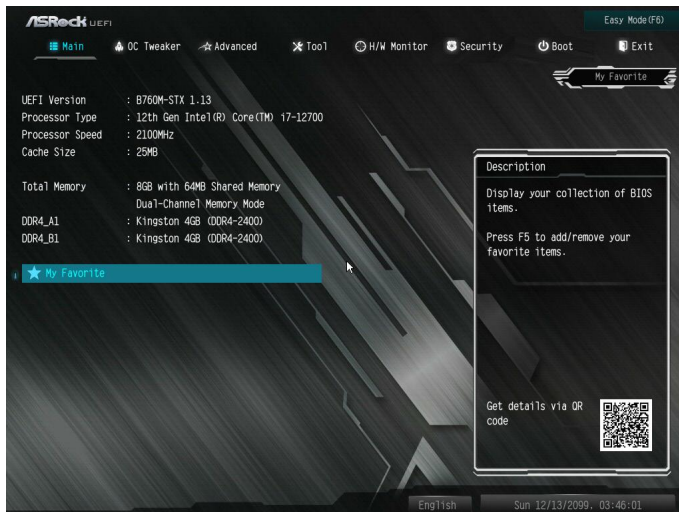 ASRock UEFI
Easy Mode(F6)
Main
OC Tweaker
Advanced
Tool
H/W Monitor
Security
Boot
Exit
My Favorite
UEFI Version : B760M-STX 1.13
Processor Type : 12th Gen Intel(R) Core(TM) i7-12700
Processor Speed : 2100MHz
Cache Size : 25MB
Total Memory : 8GB with 64MB Shared Memory
Dual-Channel Memory Mode
DDR4_A1 : Kingston 4GB (DDR4-2400)
DDR4_B1 : Kingston 4GB (DDR4-2400)
My Favorite
Description
Display your collection of BIOS
items.
Press F5 to add/remove your
favorite items.
Get details via QR
code
English
Sun 12/13/2099, 03:46:01